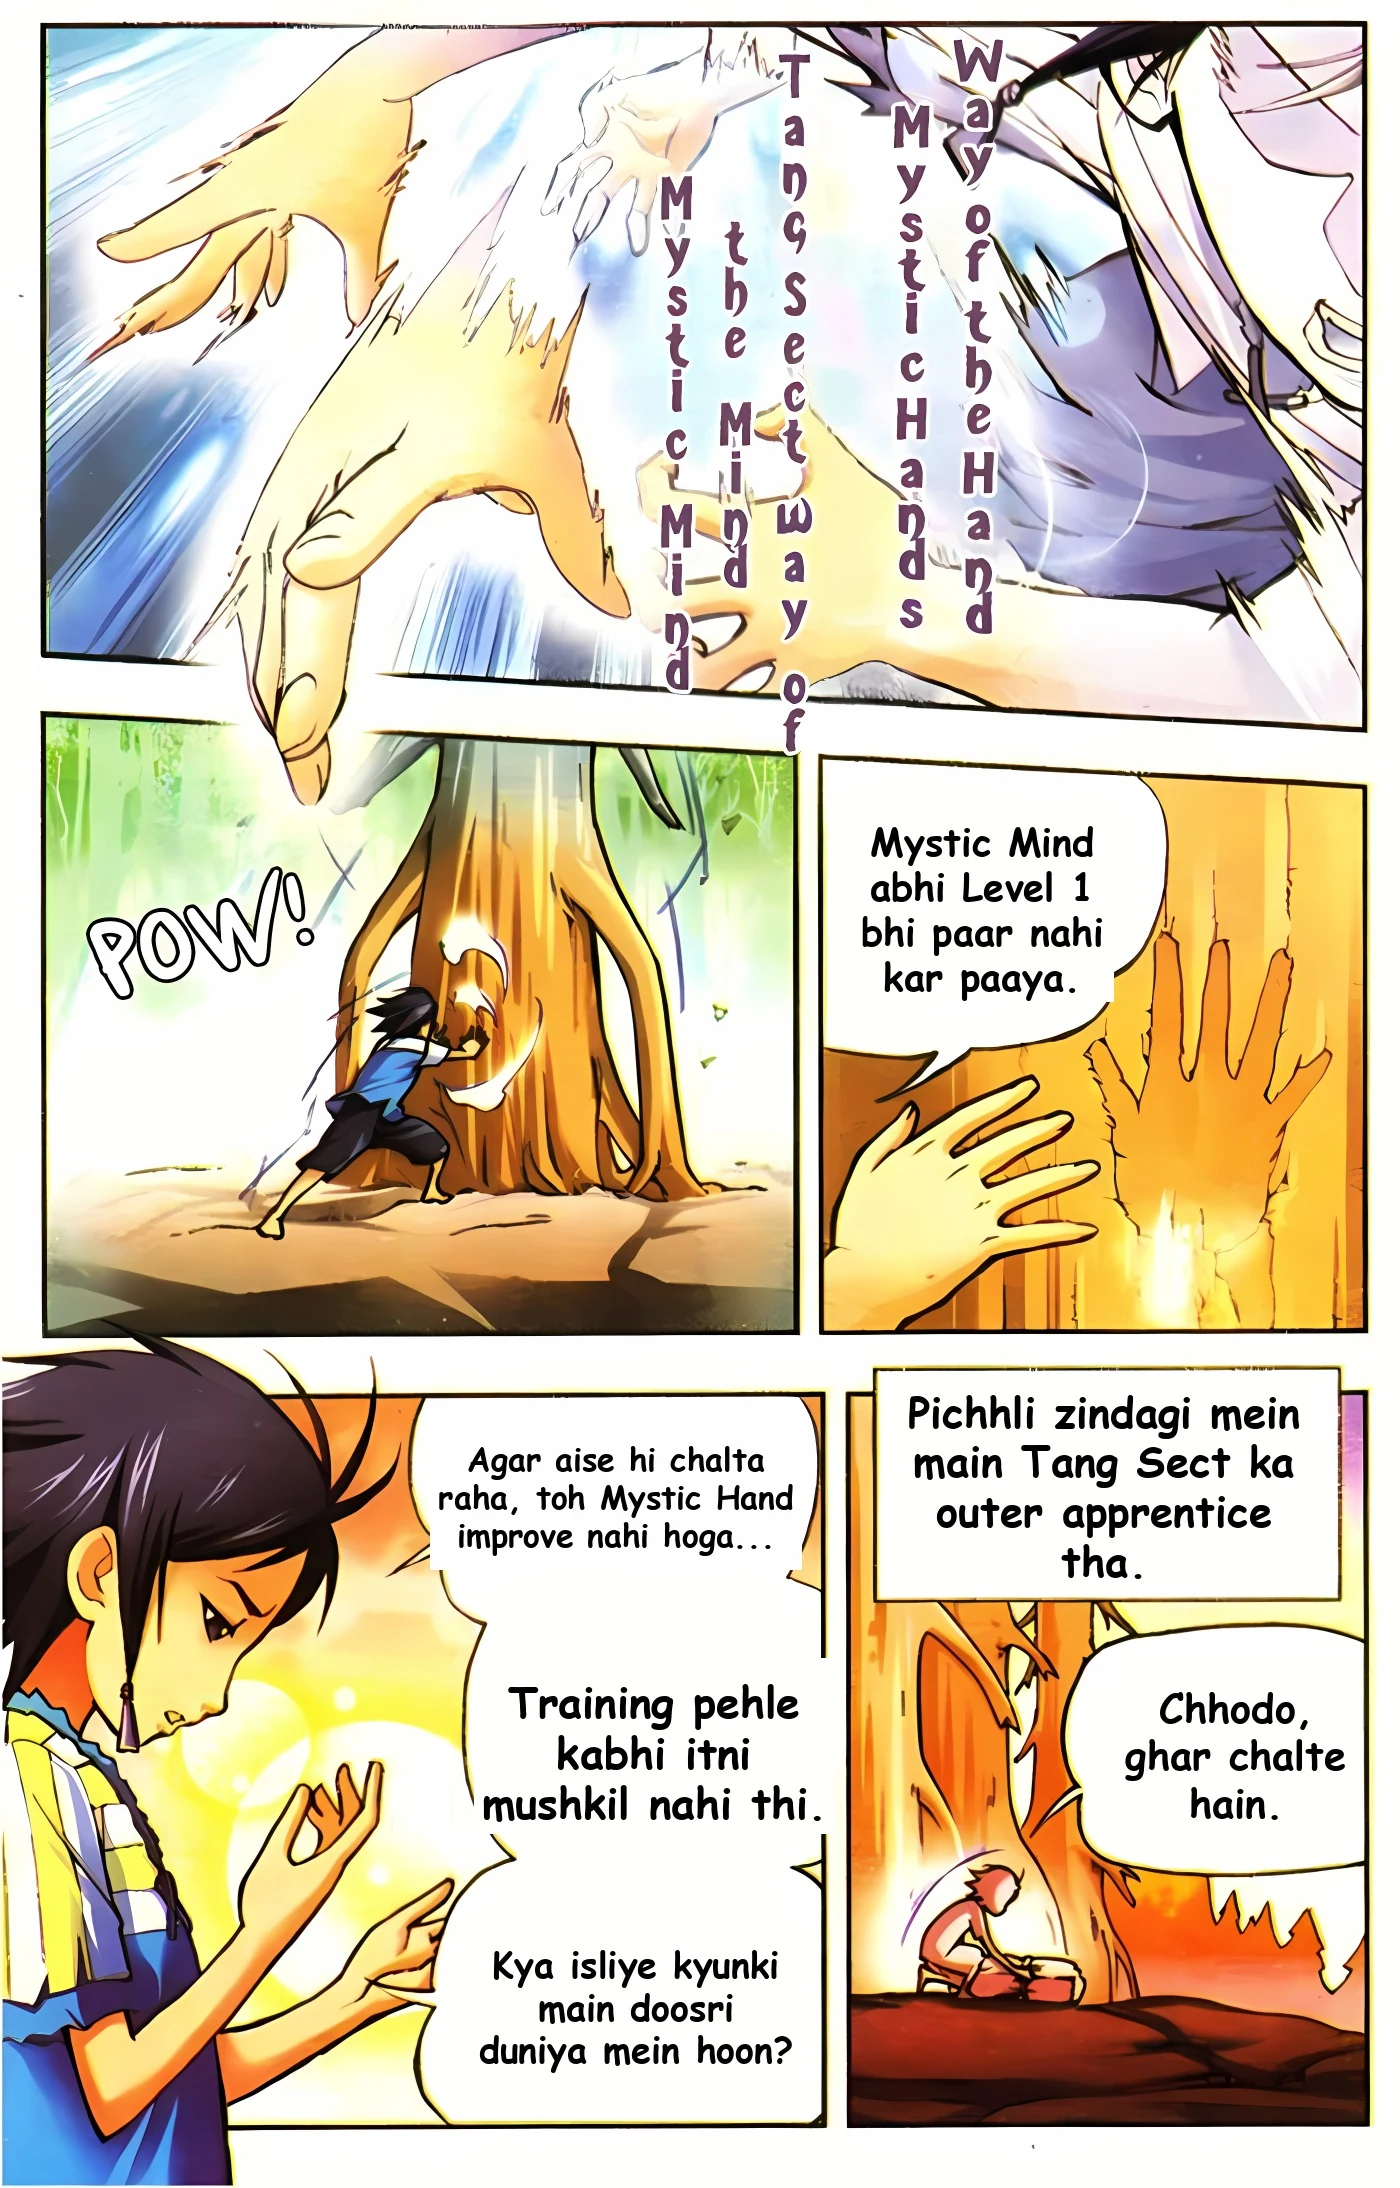 Way of the Hand
Mystic Hands
Tang Sect way of
the Mind
Mystic Mind
POW!
Mystic Mind
abhi Level 1
bhi paar nahi
kar paaya.
Agar aise hi chalta
raha, toh Mystic Hand
improve nahi hoga...
Training pehle
kabhi itni
mushkil nahi thi.
Kya isliye kyunki
main doosri
duniya mein hoon?
Pichhli zindagi mein
main Tang Sect ka
outer apprentice
tha.
Chhodo,
ghar chalte
hain.